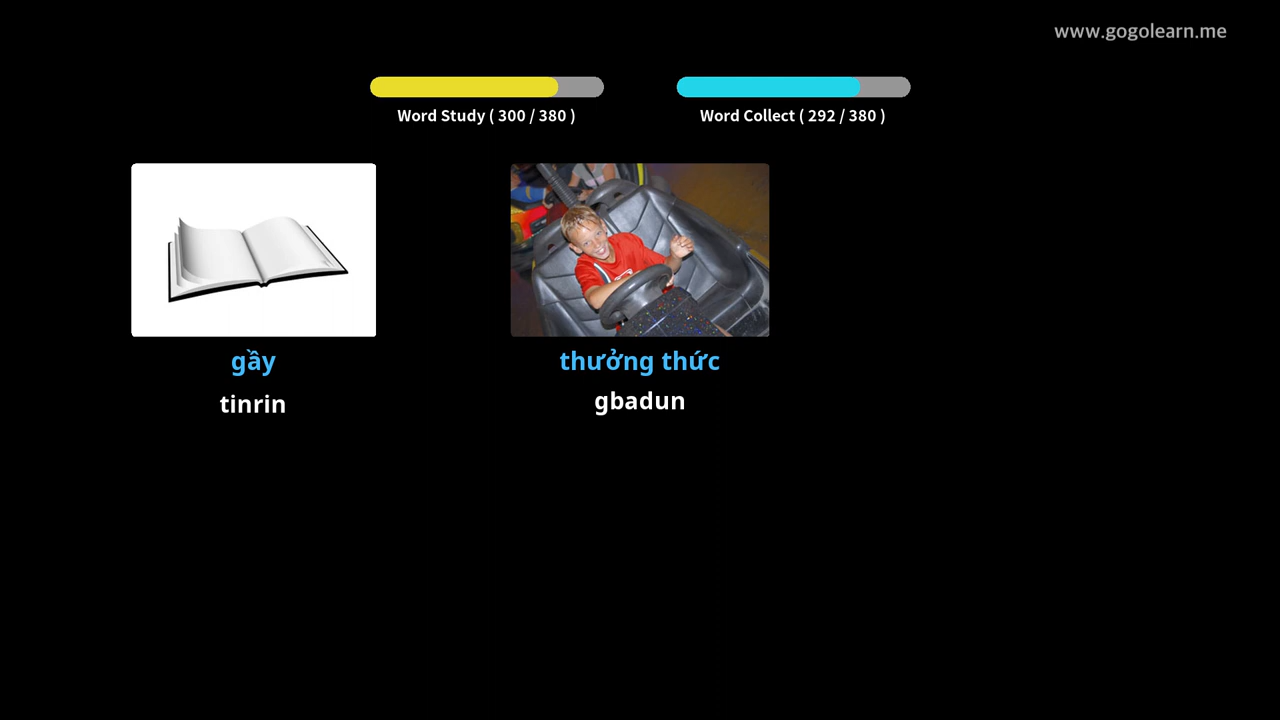 www.gogolearn.me
Word Study ( 300 / 380 )
Word Collect ( 292 / 380 )
gầy
tinrin
thưởng thức
gbadun